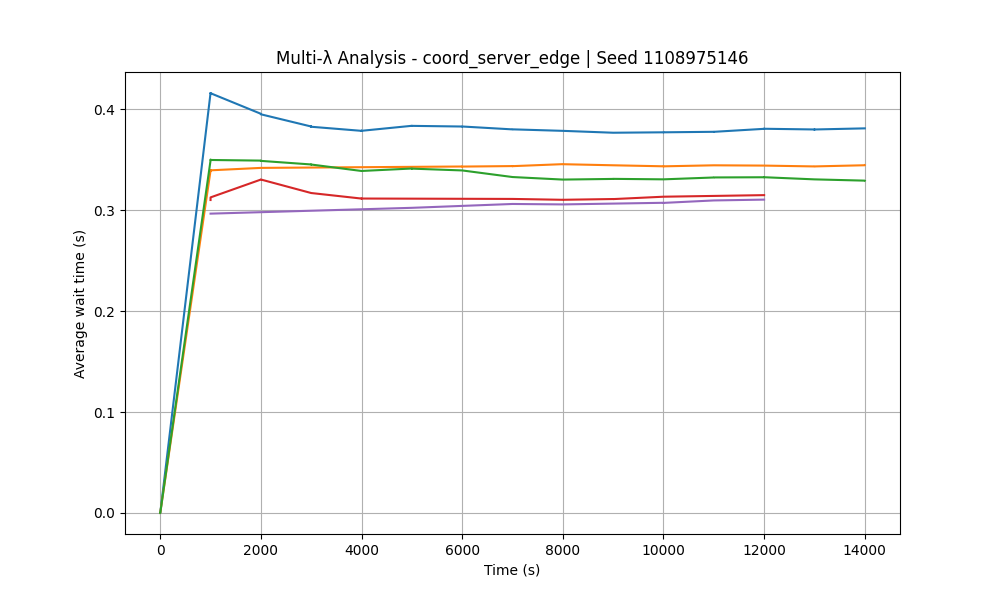 Multi-λ Analysis - coord_server_edge | Seed 1108975146
Average wait time (s)
0.4
0.3
0.2
0.1
0.0
0 2000 4000 6000 8000 10000 12000 14000
Time (s)